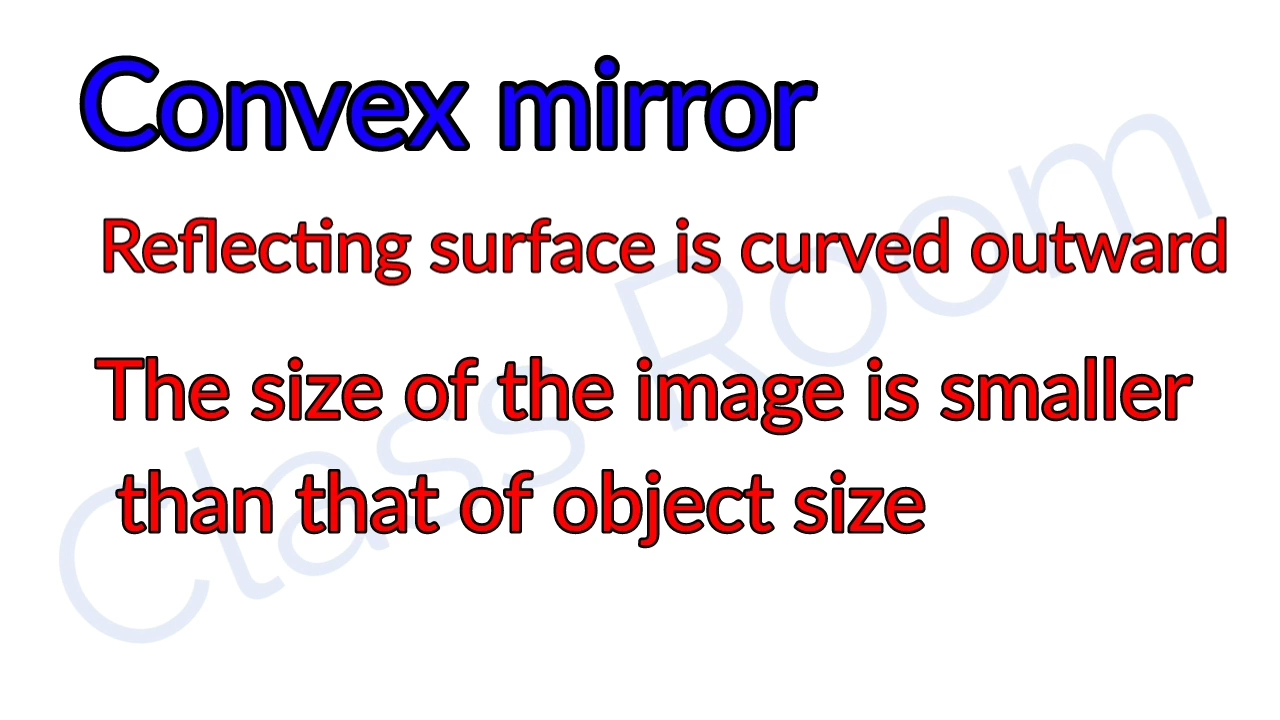 Convex mirror
Reflecting surface is curved outward
The size of the image is smaller
than that of object size
Class Room